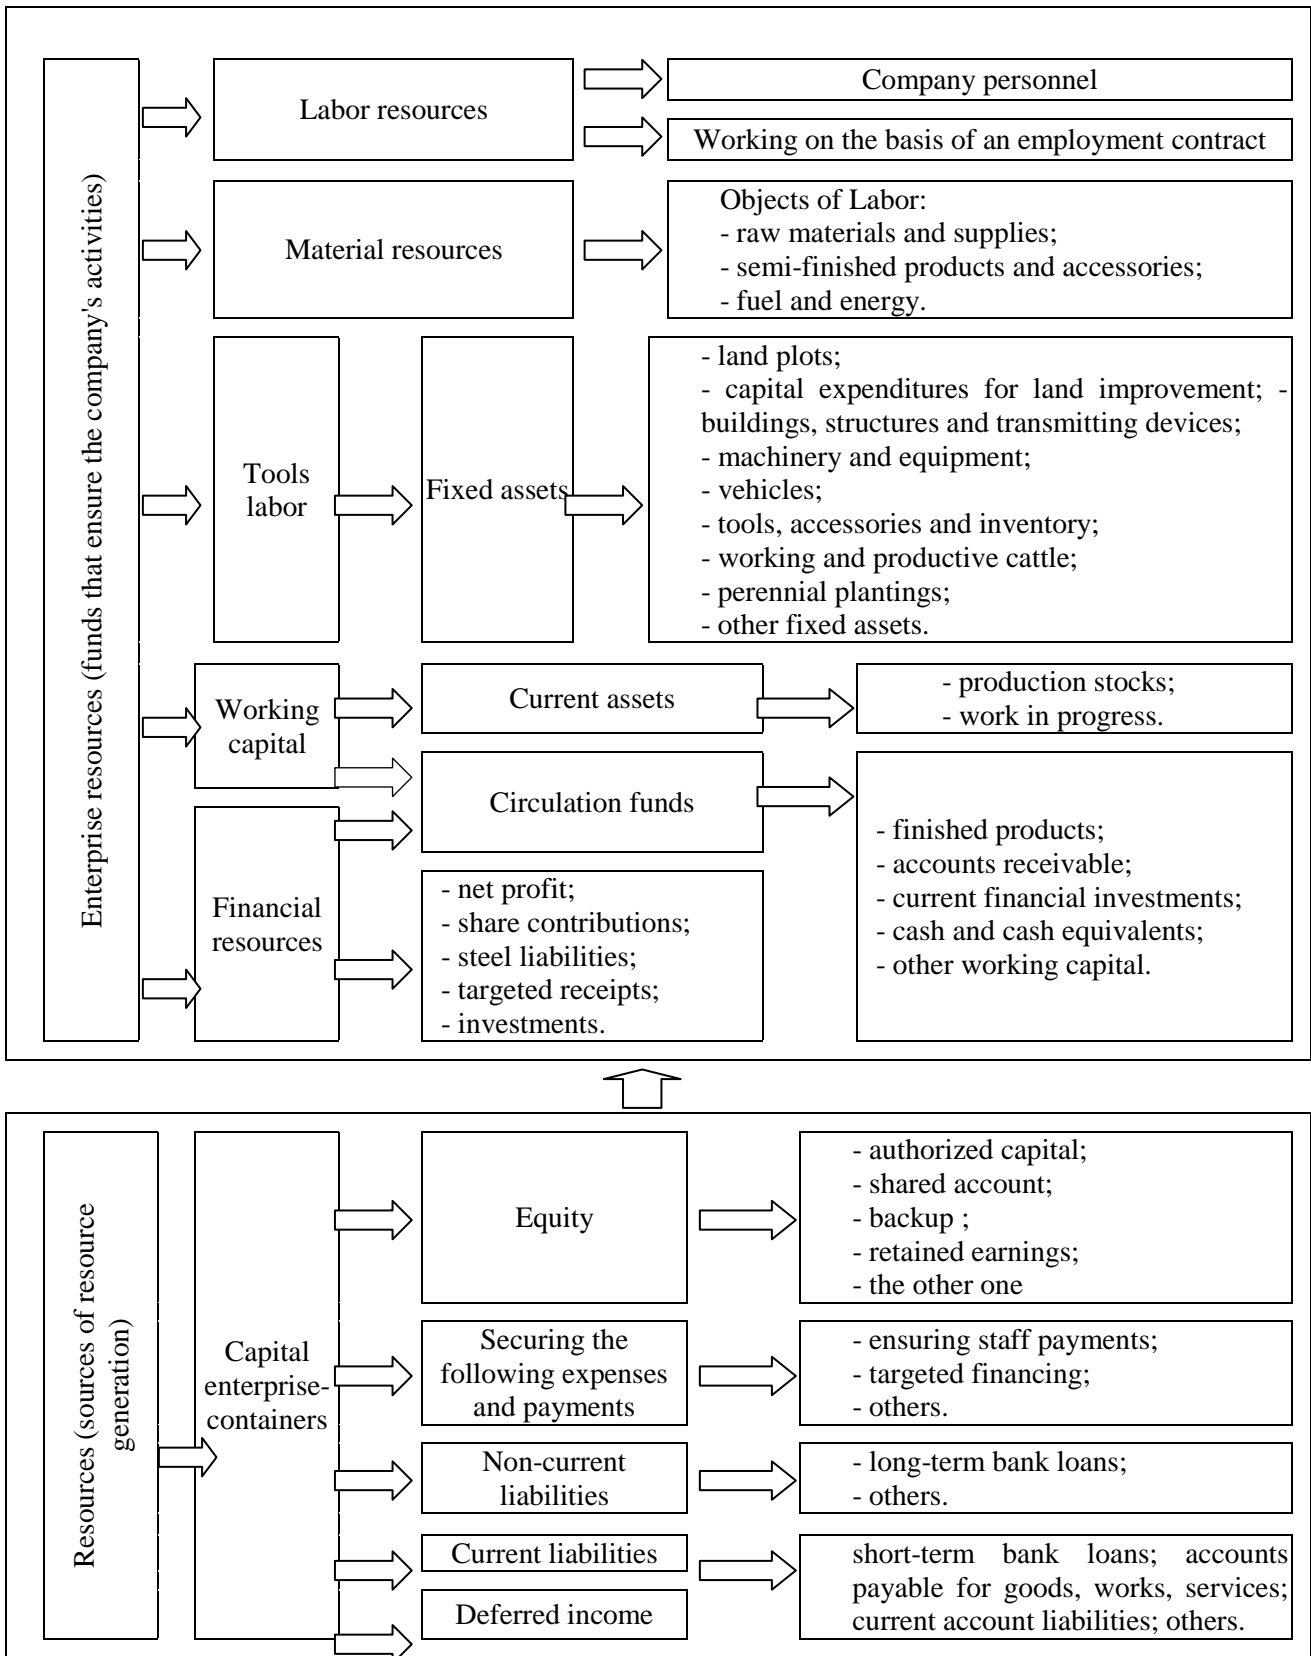 Enterprise resources (funds that ensure the company's activities)
Labor resources
Company personnel
Working on the basis of an employment contract
Material resources
Objects of Labor:
- raw materials and supplies;
- semi-finished products and accessories;
- fuel and energy.
Tools
labor
Fixed assets
- land plots;
- capital expenditures for land improvement; -
buildings, structures and transmitting devices;
- machinery and equipment;
- vehicles;
- tools, accessories and inventory;
- working and productive cattle;
- perennial plantings;
- other fixed assets.
Working
capital
Current assets
- production stocks;
- work in progress.
Circulation funds
- finished products;
- accounts receivable;
- current financial investments;
- cash and cash equivalents;
- other working capital.
Financial
resources
- net profit;
- share contributions;
- steel liabilities;
- targeted receipts;
- investments.
Resources (sources of resource
generation)
Capital
enterprise-
containers
Equity
- authorized capital;
- shared account;
- backup ;
- retained earnings;
- the other one
Securing the
following expenses
and payments
- ensuring staff payments;
- targeted financing;
- others.
Non-current
liabilities
- long-term bank loans;
- others.
Current liabilities
short-term bank loans; accounts
payable for goods, works, services;
current account liabilities; others.
Deferred income